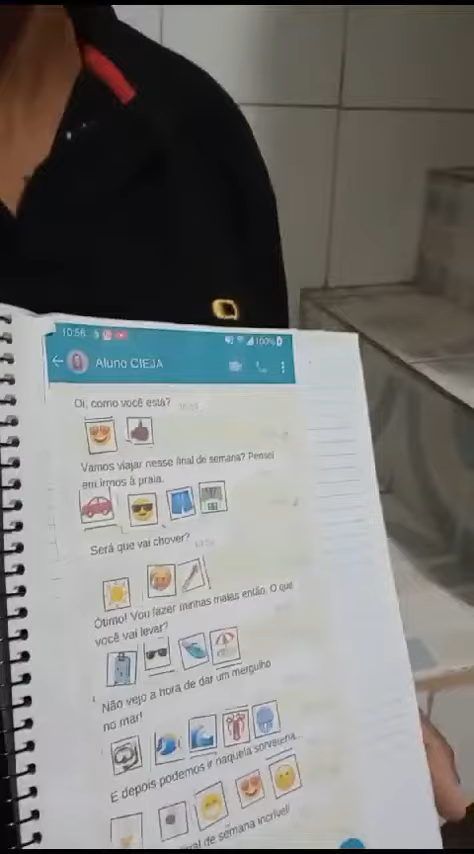 10:56
100%
Aluno CIEJA
Oi, como você está?
Vamos viajar nesse final de semana? Pensei
em irmos à praia.
Será que vai chover?
Ótimo! Vou fazer minhas malas então. O que
você vai levar?
Não vejo a hora de dar um mergulho
no mar!
E depois podemos ir naquela sorveteria...
de semana incrível!